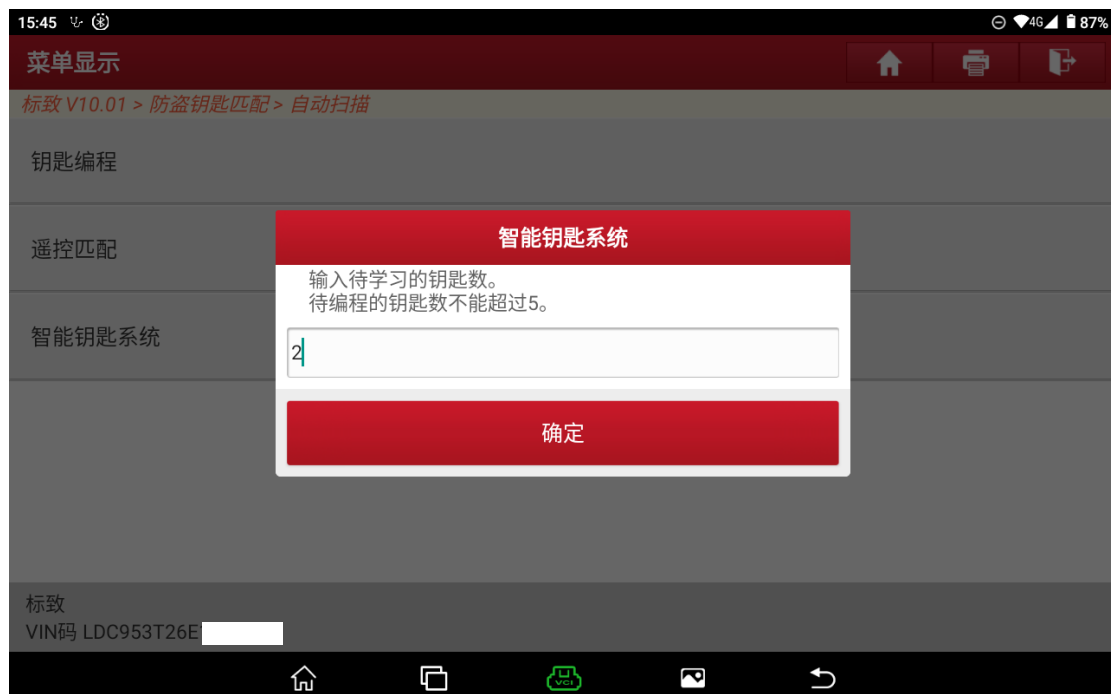 15:45
4G 87%
菜单显示
标致 V10.01 > 防盗钥匙匹配 > 自动扫描
钥匙编程
遥控匹配
智能钥匙系统
智能钥匙系统
输入待学习的钥匙数。
待编程的钥匙数不能超过5。
2
确定
标致
VIN码 LDC953T26E
VCI